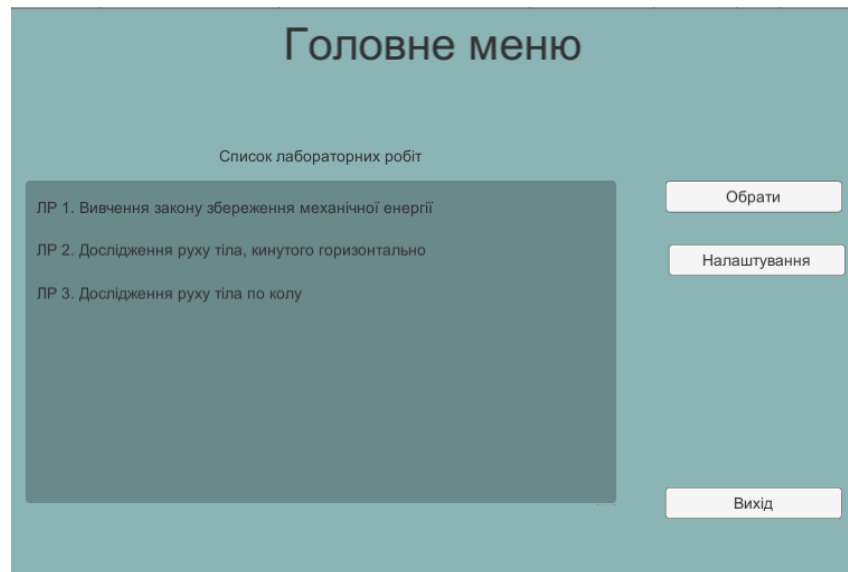 Головне меню
Список лабораторних робіт
ЛР 1. Вивчення закону збереження механічної енергії
ЛР 2. Дослідження руху тіла, кинутого горизонтально
ЛР 3. Дослідження руху тіла по колу
Обрати
Налаштування
Вихід